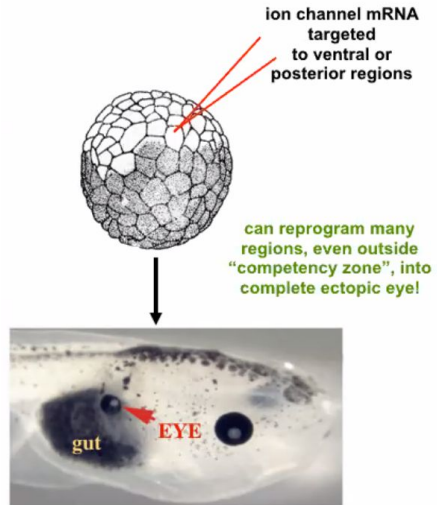 ion channel mRNA
targeted
to ventral or
posterior regions
can reprogram many
regions, even outside
“competency zone”, into
complete ectopic eye!
EYE
gut